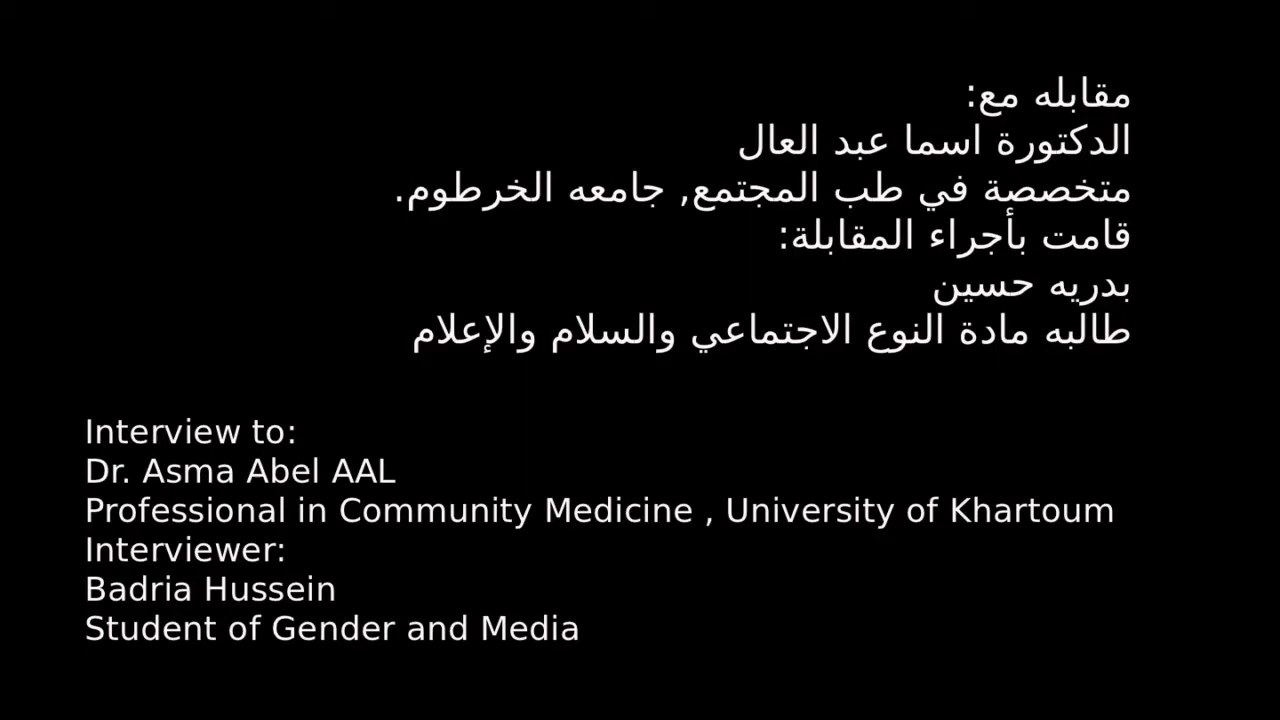 مقابله مع:
الدكتورة اسما عبد العال
متخصصة في طب المجتمع, جامعه الخرطوم.
قامت بأجراء المقابلة:
بدريه حسين
طالبه مادة النوع الاجتماعي والسلام والإعلام
Interview to:
Dr. Asma Abel AAL
Professional in Community Medicine , University of Khartoum
Interviewer:
Badria Hussein
Student of Gender and Media